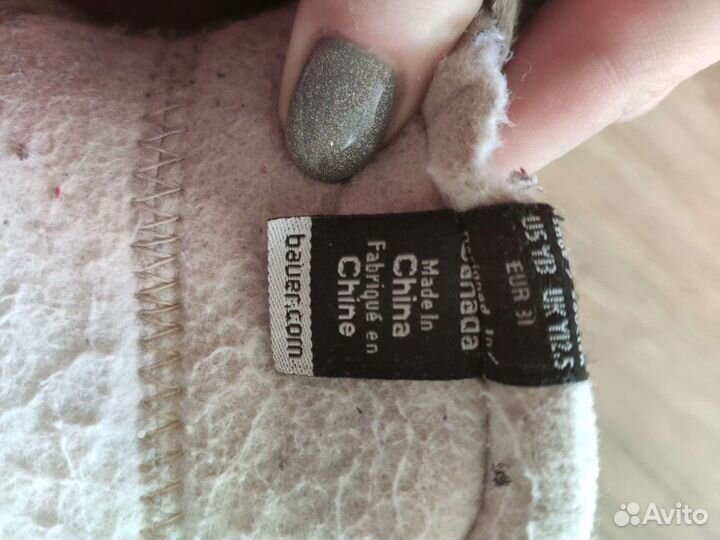 EUR 31
Canada
Made In
China
Fabriqué en
Chine
bauer.com
Avito